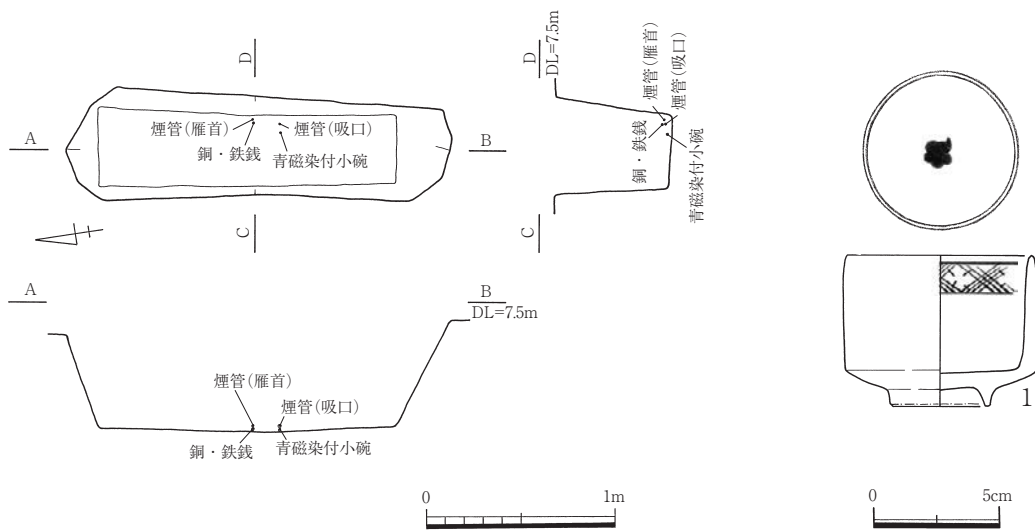 D
A
煙管(雁首)
煙管(吸口)
銅・鉄銭
青磁染付小碗
B
C
D
DL=7.5m
煙管(雁首)
煙管(吸口)
銅・鉄銭
青磁染付小碗
C
A
B
DL=7.5m
煙管(雁首)
煙管(吸口)
銅・鉄銭
青磁染付小碗
0
1m
1
0
5cm